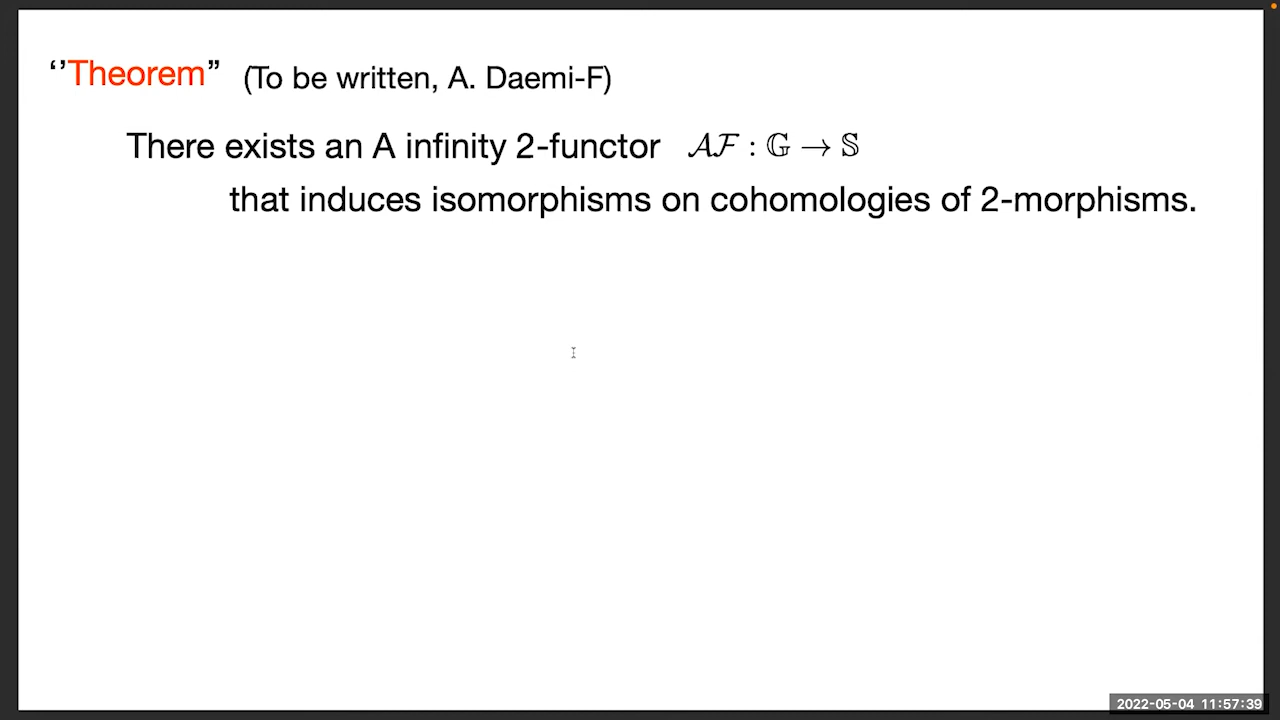 ‘’Theorem” (To be written, A. Daemi-F)
There exists an A infinity 2-functor 𝒜ℱ : 𝔾 → 𝕊
that induces isomorphisms on cohomologies of 2-morphisms.
2022-05-04 11:57:39